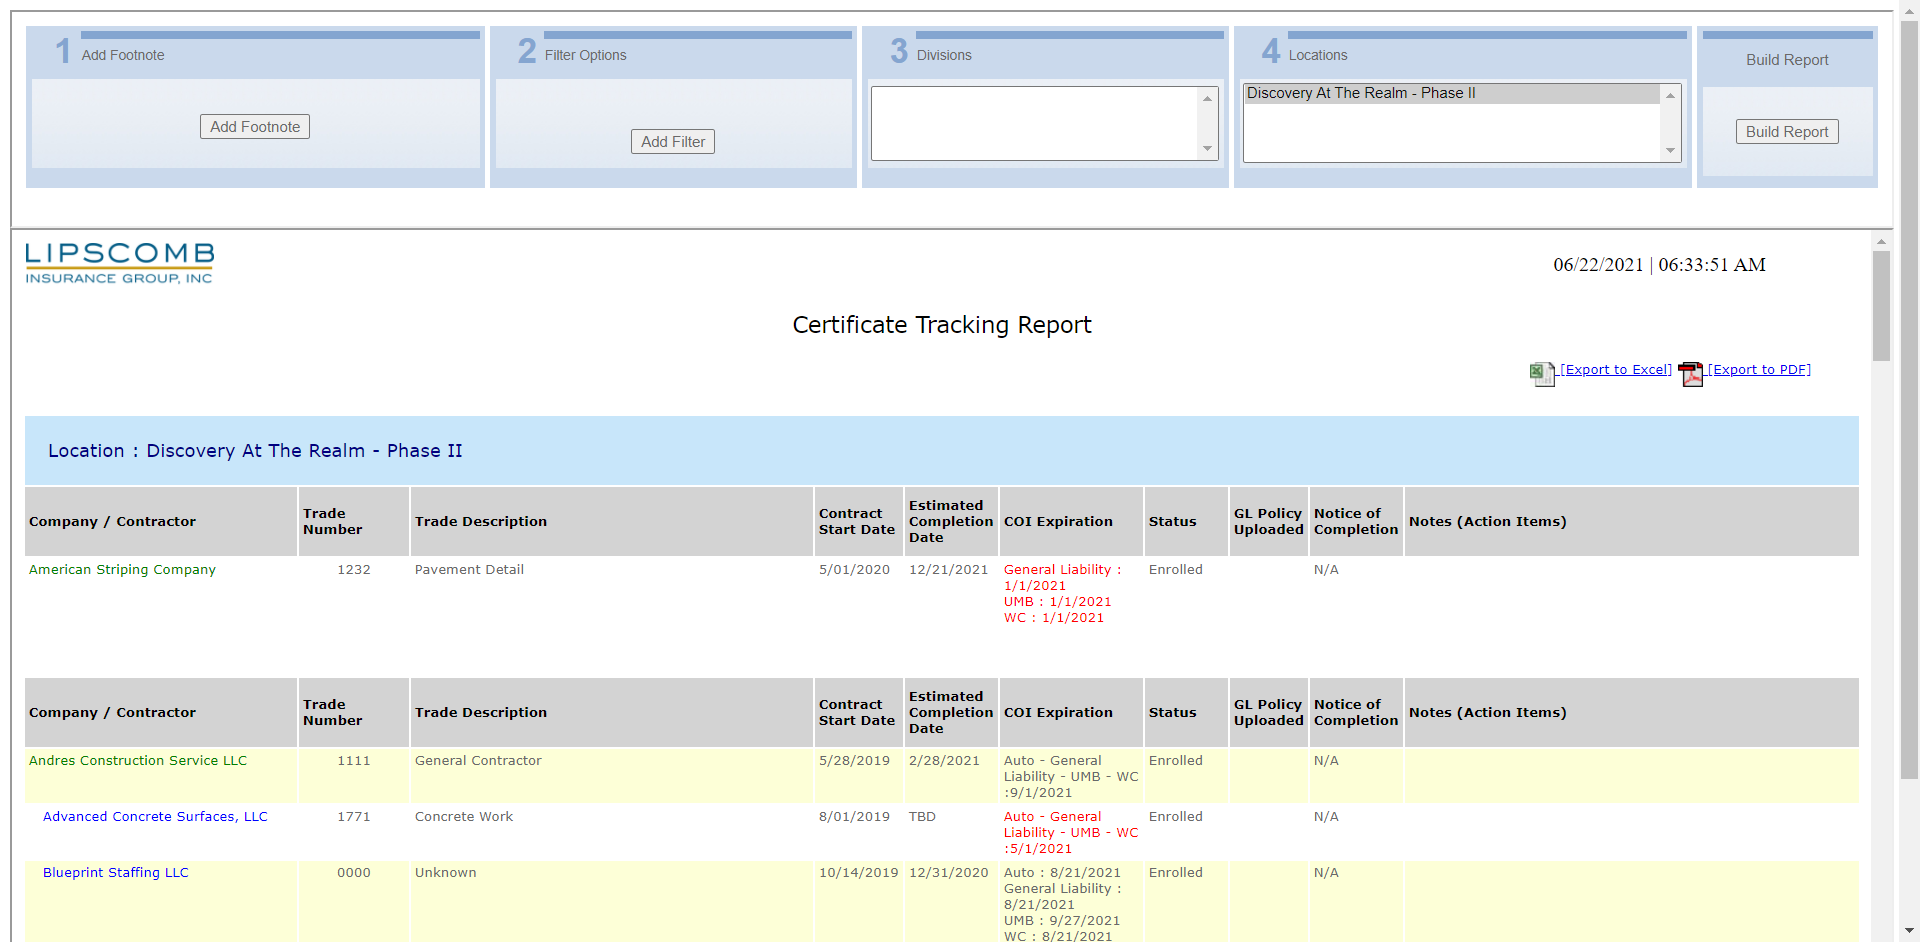 1 Add Footnote
Add Footnote
2 Filter Options
Add Filter
3 Divisions
4 Locations
Discovery At The Realm - Phase II
Build Report
Build Report
LIPSCOMB
INSURANCE GROUP, INC
06/22/2021 | 06:33:51 AM
Certificate Tracking Report
[Export to Excel] [Export to PDF]
Location : Discovery At The Realm - Phase II
Company / Contractor
Trade
Number
Trade Description
Contract
Start Date
Estimated
Completion
Date
COI Expiration
Status
GL Policy
Uploaded
Notice of
Completion
Notes (Action Items)
American Striping Company
1232
Pavement Detail
5/01/2020
12/21/2021
General Liability :
1/1/2021
UMB : 1/1/2021
WC : 1/1/2021
Enrolled
N/A
Company / Contractor
Trade
Number
Trade Description
Contract
Start Date
Estimated
Completion
Date
COI Expiration
Status
GL Policy
Uploaded
Notice of
Completion
Notes (Action Items)
Andres Construction Service LLC
1111
General Contractor
5/28/2019
2/28/2021
Auto - General
Liability - UMB - WC
:9/1/2021
Enrolled
N/A
Advanced Concrete Surfaces, LLC
1771
Concrete Work
8/01/2019
TBD
Auto - General
Liability - UMB - WC
:5/1/2021
Enrolled
N/A
Blueprint Staffing LLC
0000
Unknown
10/14/2019
12/31/2020
Auto : 8/21/2021
General Liability :
8/21/2021
UMB : 9/27/2021
WC : 8/21/2021
Enrolled
N/A